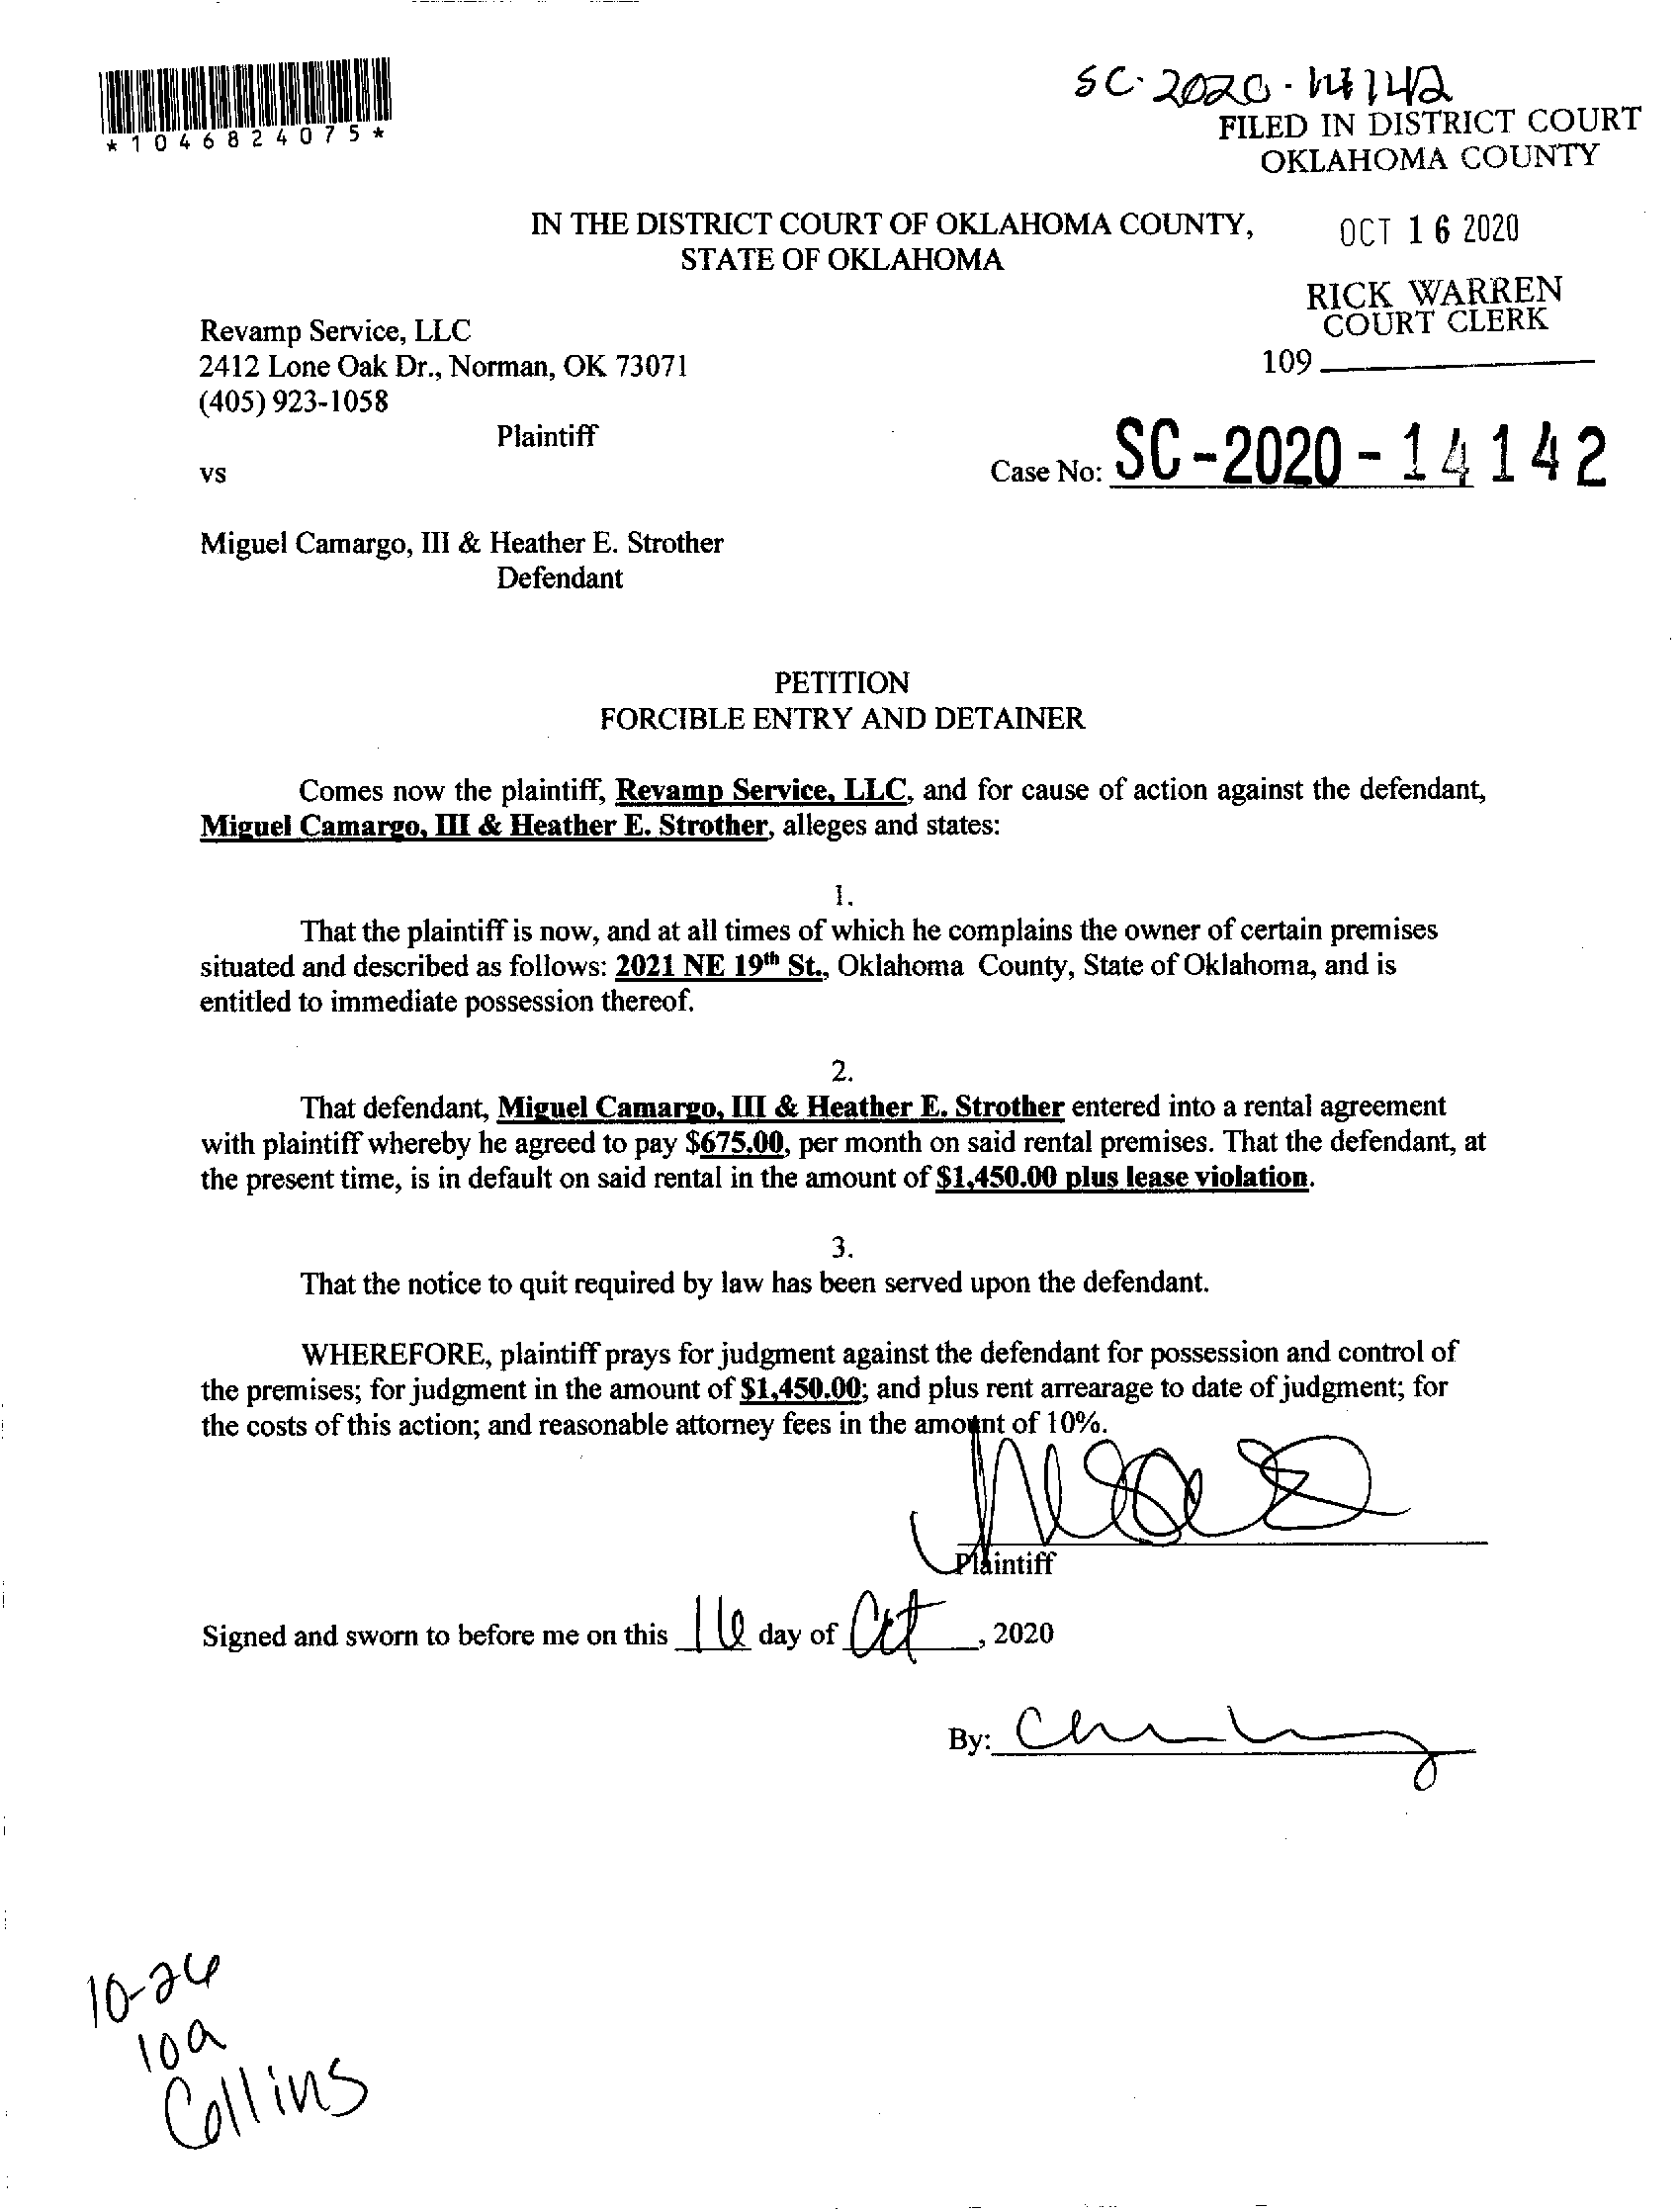 *1046824075*
SC-2020-14142
FILED IN DISTRICT COURT
OKLAHOMA COUNTY
IN THE DISTRICT COURT OF OKLAHOMA COUNTY,
STATE OF OKLAHOMA
OCT 16 2020
RICK WARREN
COURT CLERK
109
Revamp Service, LLC
2412 Lone Oak Dr., Norman, OK 73071
(405) 923-1058
Plaintiff
vs
Case No: SC-2020-14142
Miguel Camargo, III & Heather E. Strother
Defendant
PETITION
FORCIBLE ENTRY AND DETAINER
Comes now the plaintiff, Revamp Service, LLC, and for cause of action against the defendant,
Miguel Camargo, III & Heather E. Strother, alleges and states:
1.
That the plaintiff is now, and at all times of which he complains the owner of certain premises
situated and described as follows: 2021 NE 19th St., Oklahoma County, State of Oklahoma, and is
entitled to immediate possession thereof.
2.
That defendant, Miguel Camargo, III & Heather E. Strother entered into a rental agreement
with plaintiff whereby he agreed to pay $675.00, per month on said rental premises. That the defendant, at
the present time, is in default on said rental in the amount of $1,450.00 plus lease violation.
3.
That the notice to quit required by law has been served upon the defendant.
WHEREFORE, plaintiff prays for judgment against the defendant for possession and control of
the premises; for judgment in the amount of $1,450.00; and plus rent arrearage to date of judgment; for
the costs of this action; and reasonable attorney fees in the amount of 10%.
Plaintiff
Signed and sworn to before me on this 16 day of Oct, 2020
By:
10-26
10a
Collins